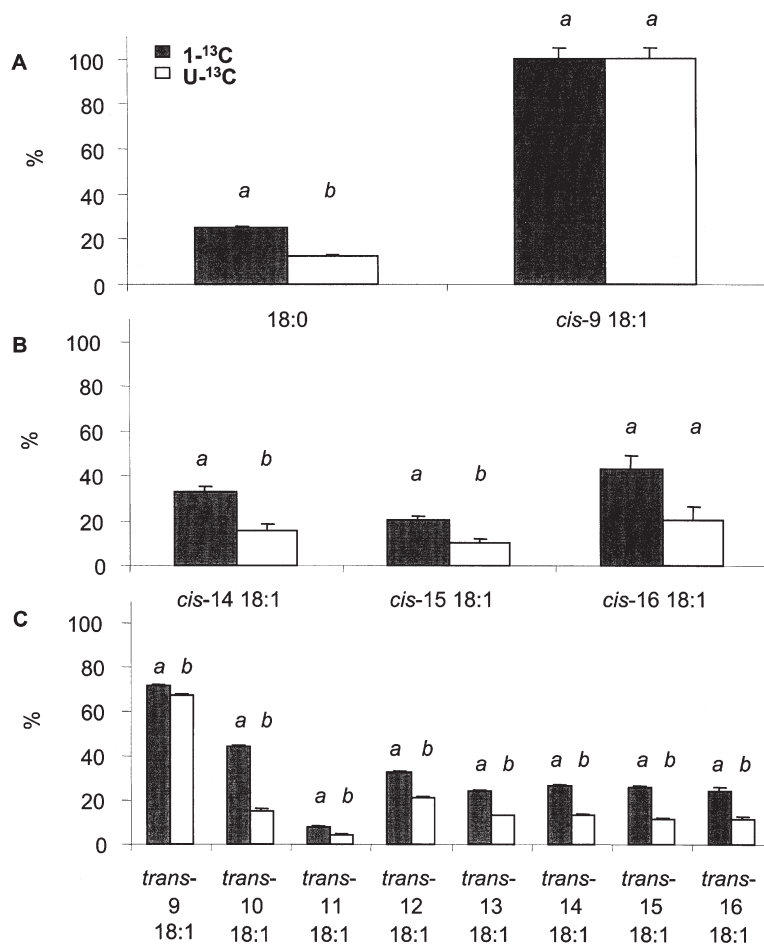 A
1-¹³C
U-¹³C
a a
100
80
60
40
20
0
%
a b
18:0 cis-9 18:1
B
100
80
60
40
20
0
%
a b a b a a
cis-14 18:1 cis-15 18:1 cis-16 18:1
C
100
80
60
40
20
0
%
a b a b a b a b a b a b a b a b
trans- trans- trans- trans- trans- trans- trans- trans-
9 10 11 12 13 14 15 16
18:1 18:1 18:1 18:1 18:1 18:1 18:1 18:1